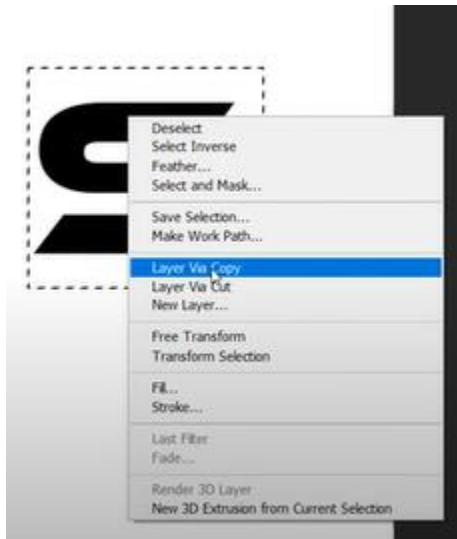 S
Deselect
Select Inverse
Feather...
Select and Mask...
Save Selection...
Make Work Path...
Layer Via Copy
Layer Via Cut
New Layer...
Free Transform
Transform Selection
Fill...
Stroke...
Last Filter
Fade...
Render 3D Layer
New 3D Extrusion from Current Selection